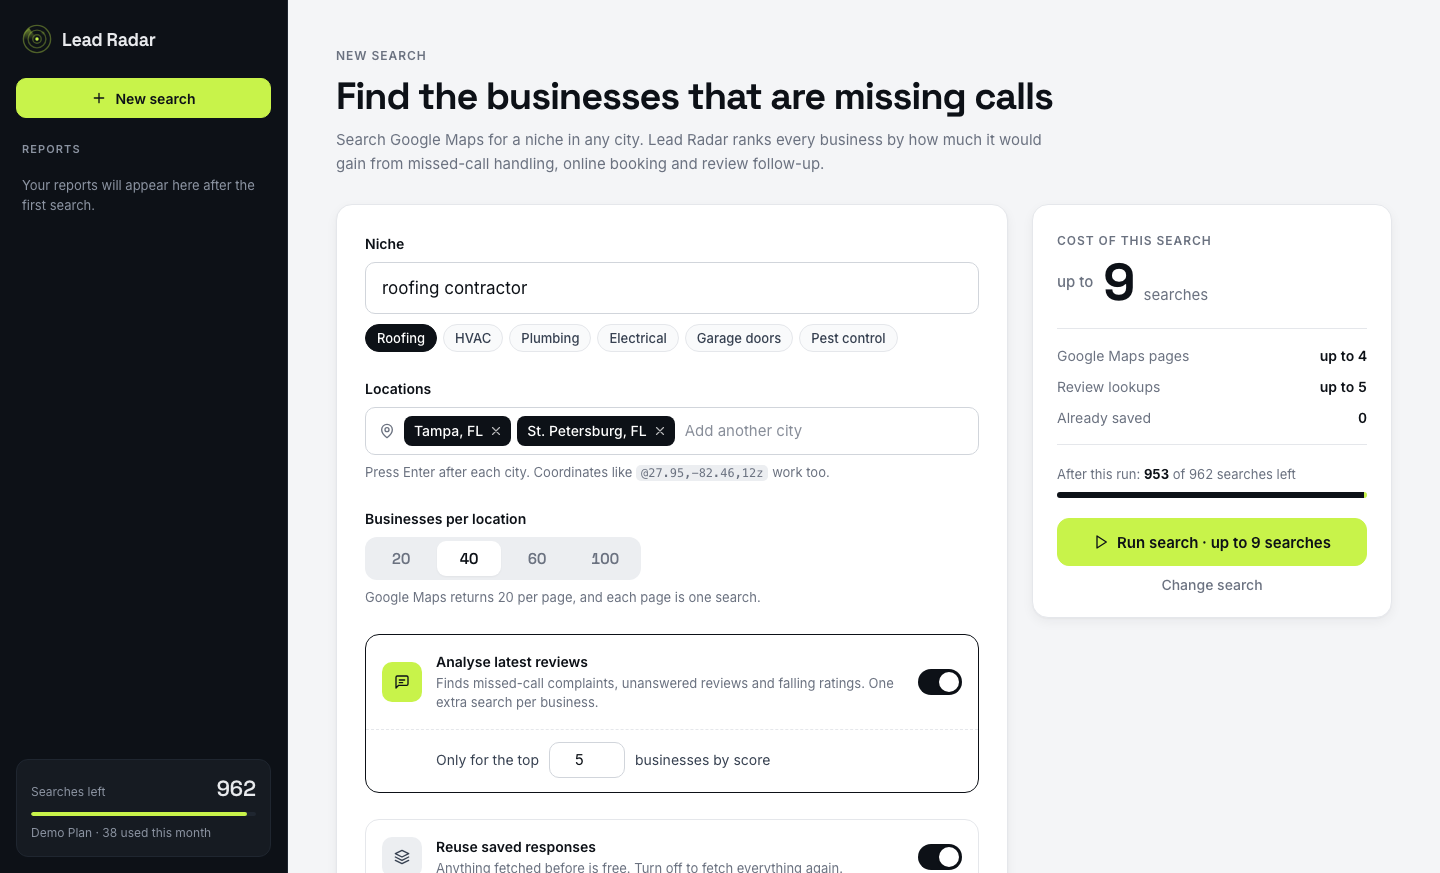 Lead Radar
New search
REPORTS
Your reports will appear here after the
first search.
Searches left
962
Demo Plan · 38 used this month
NEW SEARCH
Find the businesses that are missing calls
Search Google Maps for a niche in any city. Lead Radar ranks every business by how much it would
gain from missed-call handling, online booking and review follow-up.
Niche
roofing contractor
Roofing HVAC Plumbing Electrical Garage doors Pest control
Locations
Tampa, FL × St. Petersburg, FL × Add another city
Press Enter after each city. Coordinates like @27.95,−82.46,12z work too.
Businesses per location
20 40 60 100
Google Maps returns 20 per page, and each page is one search.
Analyse latest reviews
Finds missed-call complaints, unanswered reviews and falling ratings. One
extra search per business.
Only for the top 5 businesses by score
Reuse saved responses
Anything fetched before is free. Turn off to fetch everything again.
COST OF THIS SEARCH
up to 9 searches
Google Maps pages up to 4
Review lookups up to 5
Already saved 0
After this run: 953 of 962 searches left
Run search · up to 9 searches
Change search